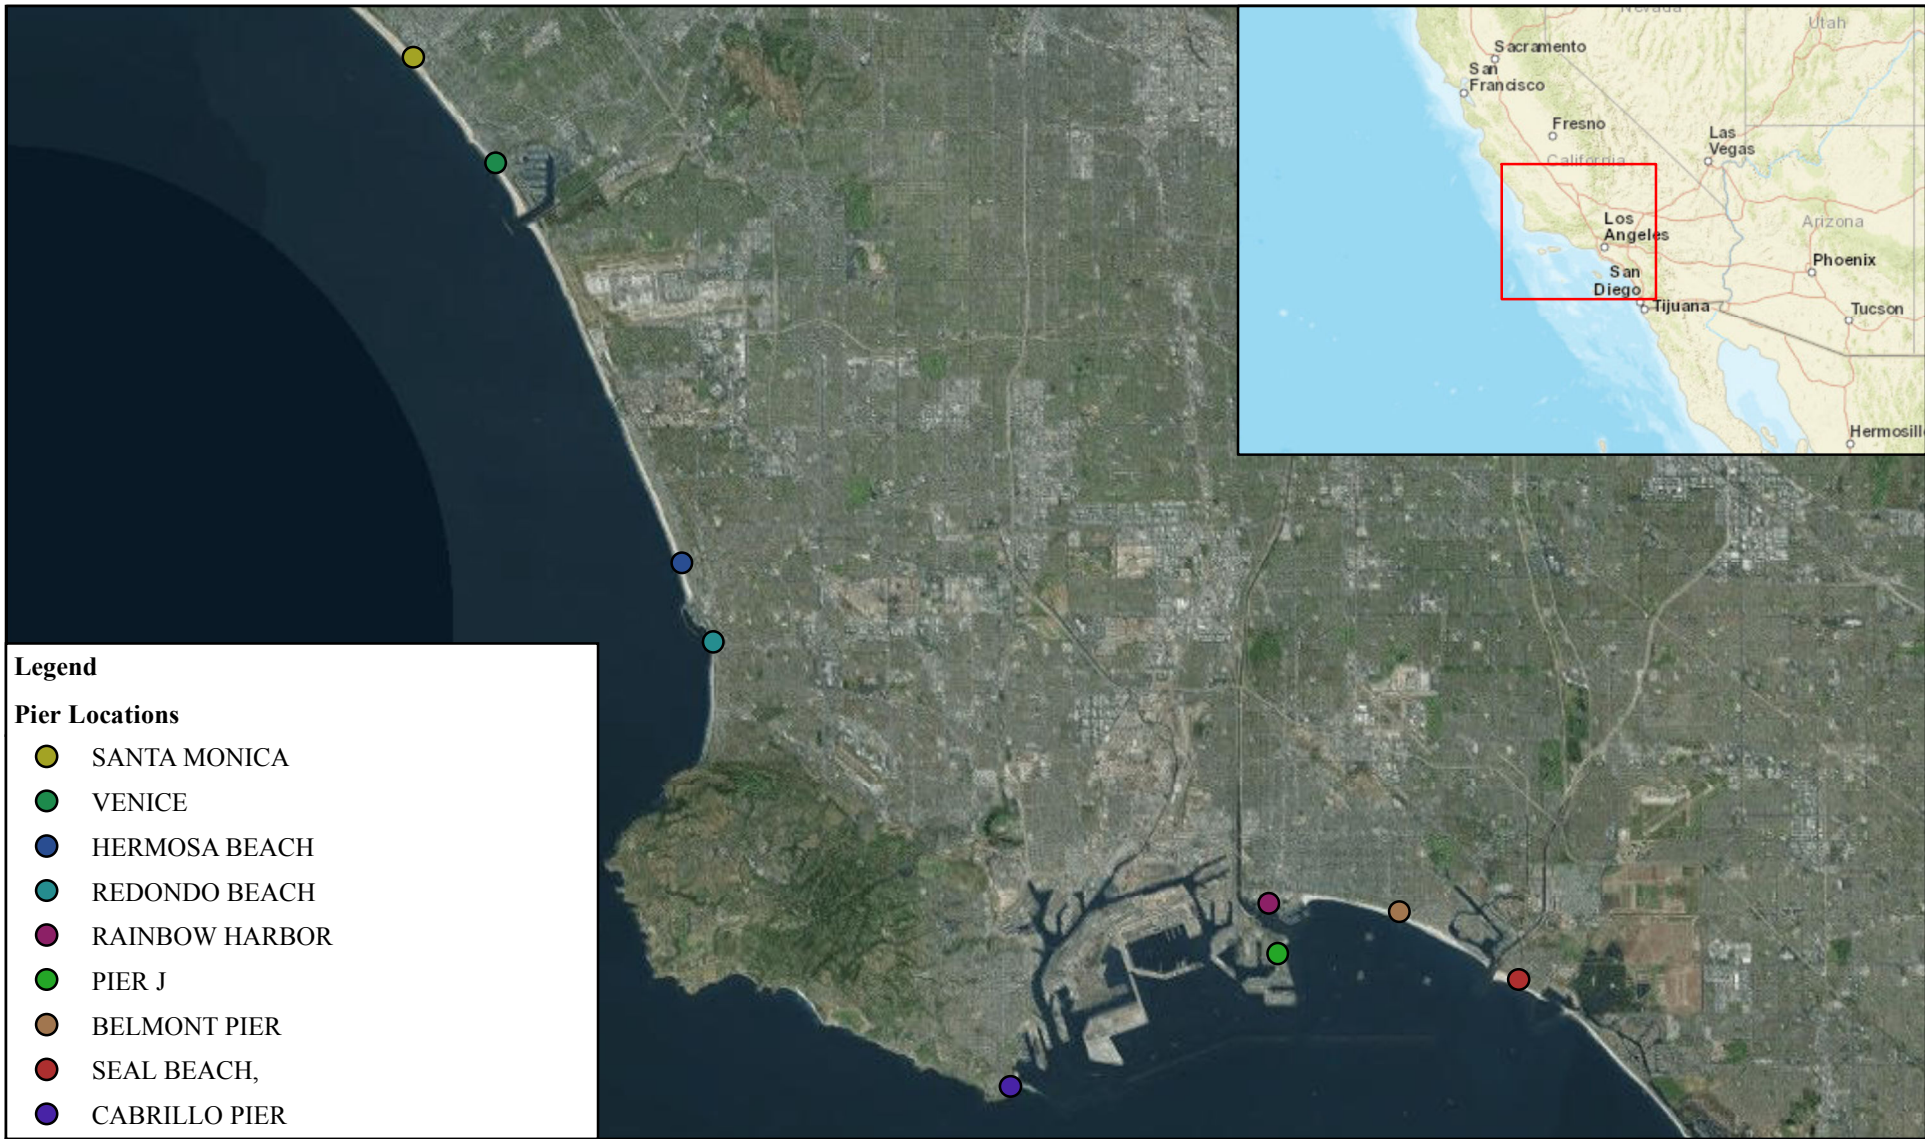 Nevada
Utah
Sacramento
San
Francisco
Fresno
Las
Vegas
California
Los
Angeles
Arizona
Phoenix
San
Diego
Tijuana
Tucson
Hermosill
Legend
Pier Locations
SANTA MONICA
VENICE
HERMOSA BEACH
REDONDO BEACH
RAINBOW HARBOR
PIER J
BELMONT PIER
SEAL BEACH,
CABRILLO PIER